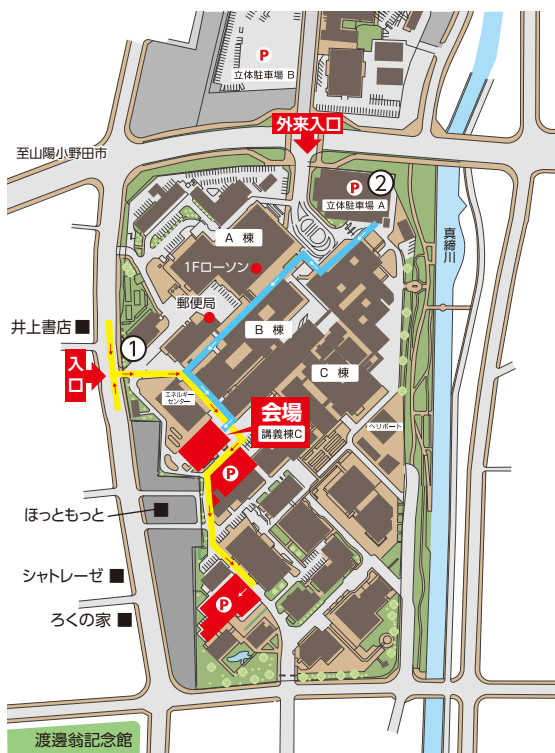 P
立体駐車場 B
外来入口
至山陽小野田市
P
②
立体駐車場 A
A 棟
1Fローソン
真締川
郵便局
井上書店
B 棟
①
入口
C 棟
エネルギー
センター
会場
講義棟C
ヘリポート
P
ほっともっと
シャトレーゼ
P
ろくの家
渡邊翁記念館